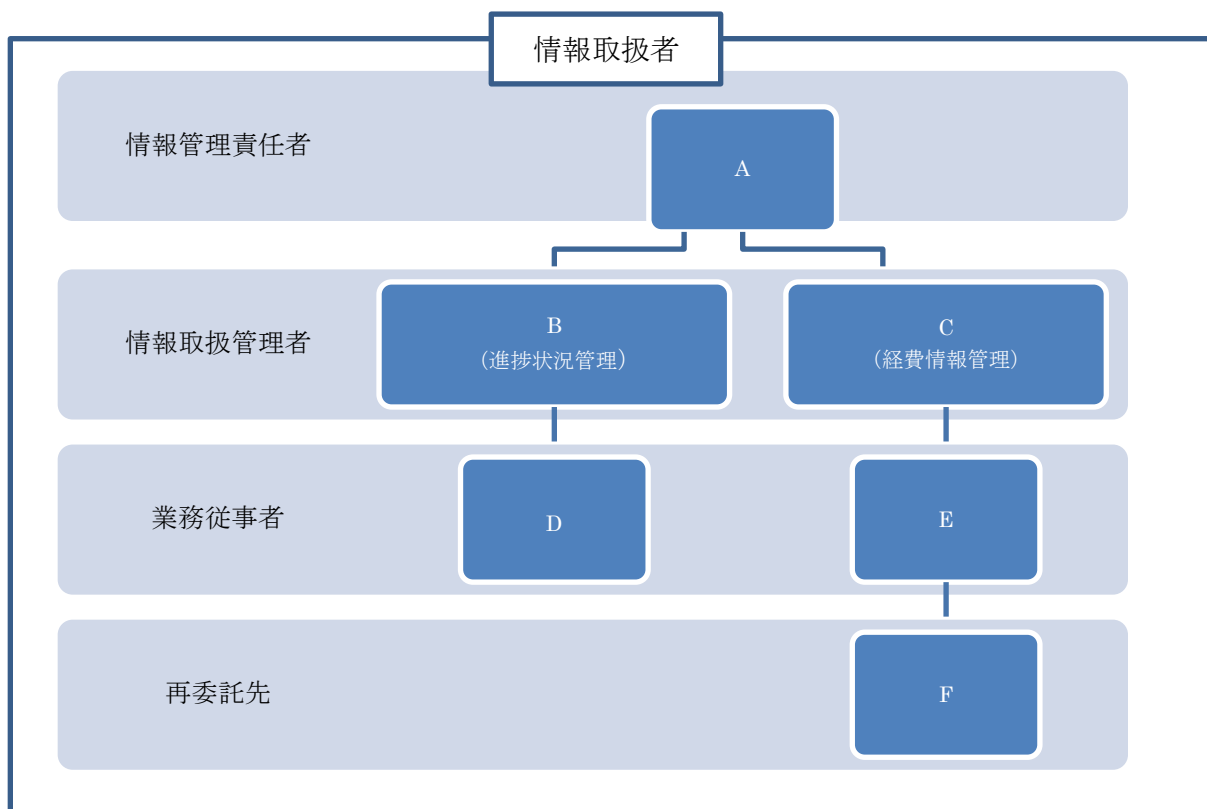 情報取扱者
情報管理責任者
A
情報取扱管理者
B
（進捗状況管理）
C
（経費情報管理）
業務従事者
D
E
再委託先
F